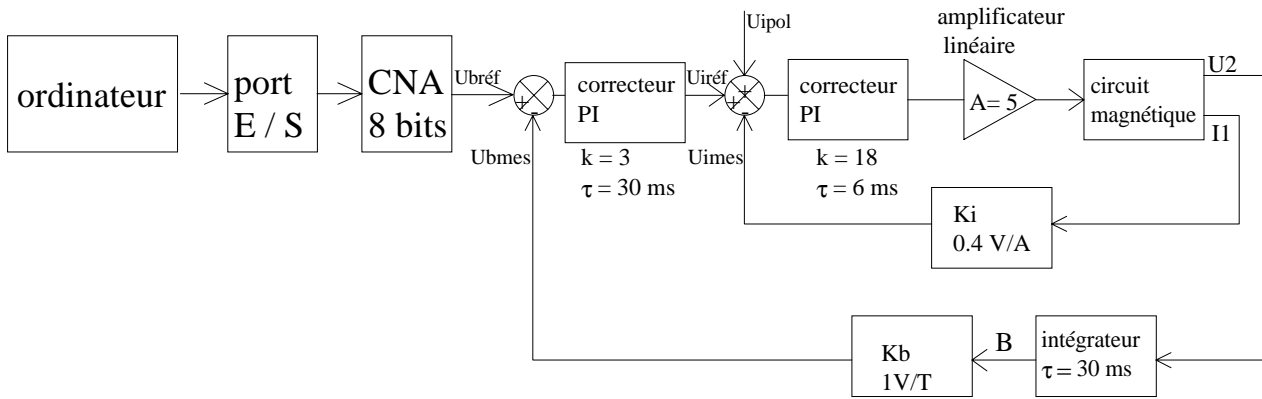 ordinateur
port
E / S
CNA
8 bits
Ubréf
+
-
Ubmes
correcteur
PI
k = 3
τ = 30 ms
Uiréf
Uipol
+
+
-
Uimes
correcteur
PI
k = 18
τ = 6 ms
amplificateur
linéaire
A= 5
circuit
magnétique
U2
I1
Ki
0.4 V/A
Kb
1V/T
B
intégrateur
τ = 30 ms